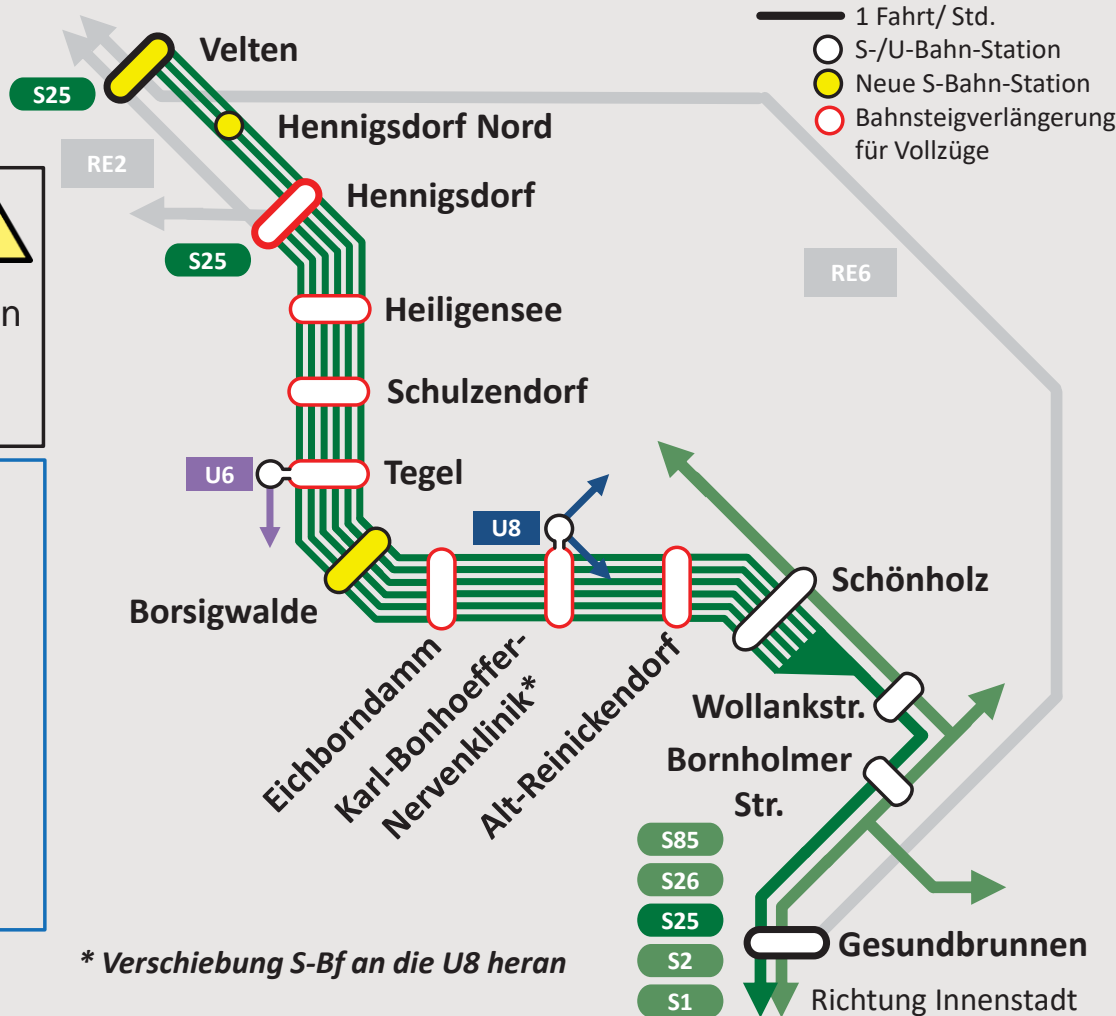 1 Fahrt/ Std.
S-/U-Bahn-Station
Neue S-Bahn-Station
Bahnsteigverlängerung
für Vollzüge
Velten
S25
Hennigsdorf Nord
RE2
Hennigsdorf
S25
RE6
n
Heiligensee
Schulzendorf
U6
Tegel
U8
Borsigwalde
Schönholz
Eichborndamm
Karl-Bonhoeffer-
Nervenklinik*
Alt-Reinickendorf
Wollankstr.
Bornholmer
Str.
S85
S26
S25
S2
S1
Gesundbrunnen
Richtung Innenstadt
* Verschiebung S-Bf an die U8 heran